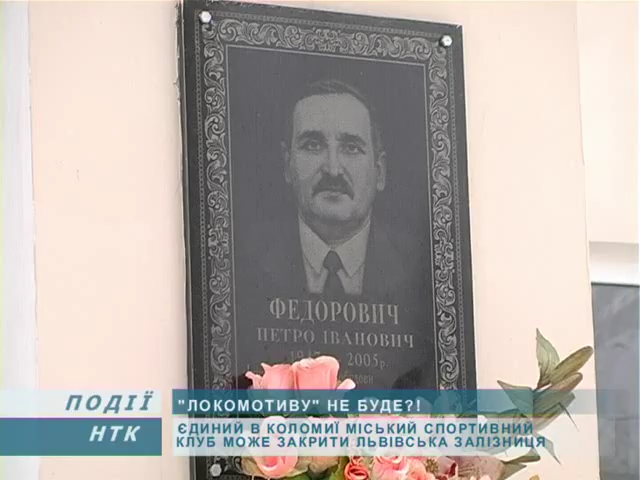 ФЕДОРОВИЧ
ПЕТРО ІВАНОВИЧ
2005р.
ПОДІЇ
НТК
"ЛОКОМОТИВУ" НЕ БУДЕ?!
ЄДИНИЙ В КОЛОМИЇ МІСЬКИЙ СПОРТИВНИЙ
КЛУБ МОЖЕ ЗАКРИТИ ЛЬВІВСЬКА ЗАЛІЗНИЦЯ